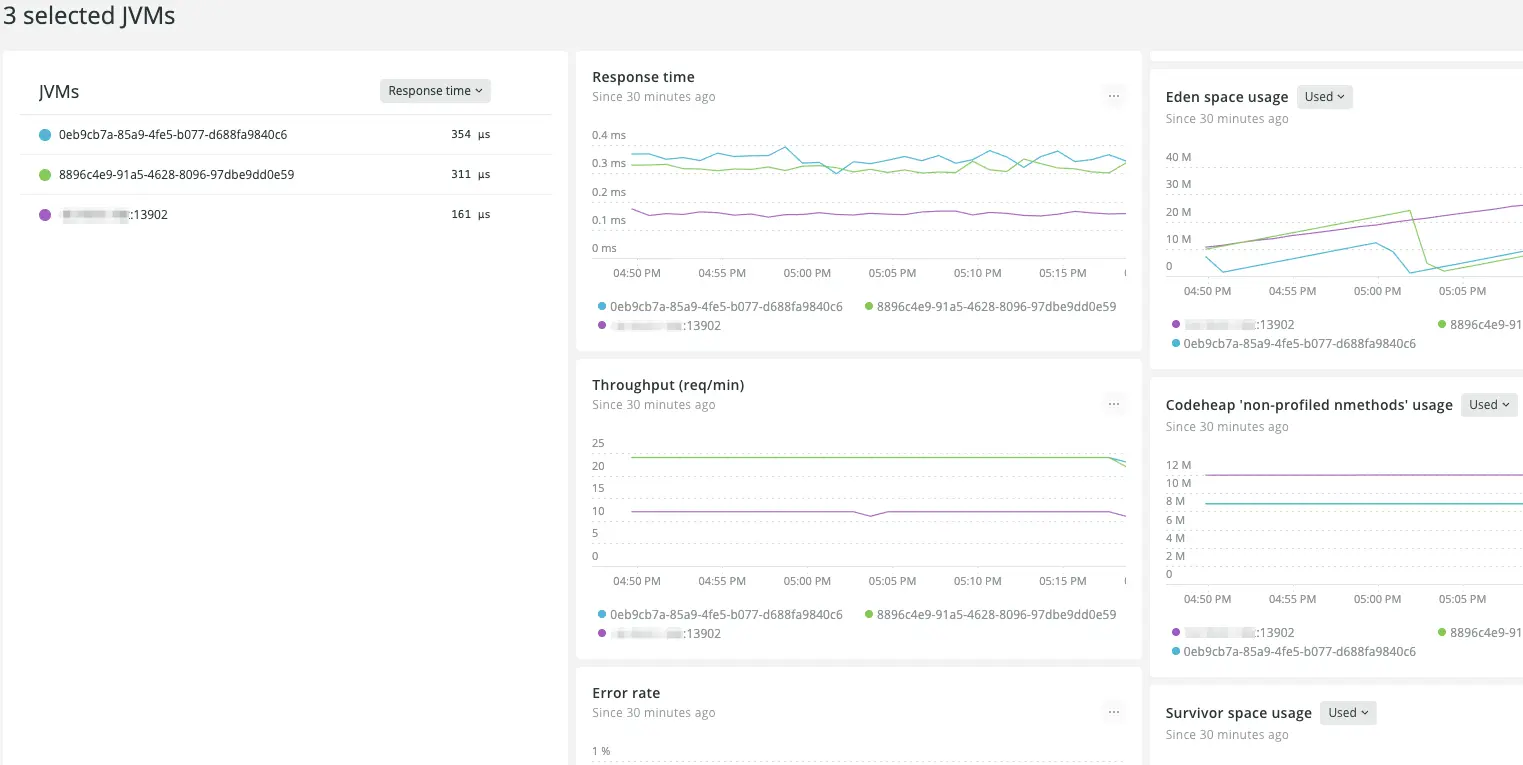 3 selected JVMs
JVMs
Response time
0eb9cb7a-85a9-4fe5-b077-d688fa9840c6 354 µs
8896c4e9-91a5-4628-8096-97dbe9dd0e59 311 µs
:13902 161 µs
Response time
Since 30 minutes ago
...
0.4 ms
0.3 ms
0.2 ms
0.1 ms
0 ms
04:50 PM 04:55 PM 05:00 PM 05:05 PM 05:10 PM 05:15 PM
0eb9cb7a-85a9-4fe5-b077-d688fa9840c6 8896c4e9-91a5-4628-8096-97dbe9dd0e59
:13902
Throughput (req/min)
Since 30 minutes ago
...
25
20
15
10
5
0
04:50 PM 04:55 PM 05:00 PM 05:05 PM 05:10 PM 05:15 PM
0eb9cb7a-85a9-4fe5-b077-d688fa9840c6 8896c4e9-91a5-4628-8096-97dbe9dd0e59
:13902
Error rate
Since 30 minutes ago
...
1 %
Eden space usage Used
Since 30 minutes ago
40 M
30 M
20 M
10 M
0
04:50 PM 04:55 PM 05:00 PM 05:05 PM
:13902 8896c4e9-91
0eb9cb7a-85a9-4fe5-b077-d688fa9840c6
Codeheap 'non-profiled nmethods' usage Used
Since 30 minutes ago
12 M
10 M
8 M
6 M
4 M
2 M
0
04:50 PM 04:55 PM 05:00 PM 05:05 PM
:13902 8896c4e9-91
0eb9cb7a-85a9-4fe5-b077-d688fa9840c6
Survivor space usage Used
Since 30 minutes ago